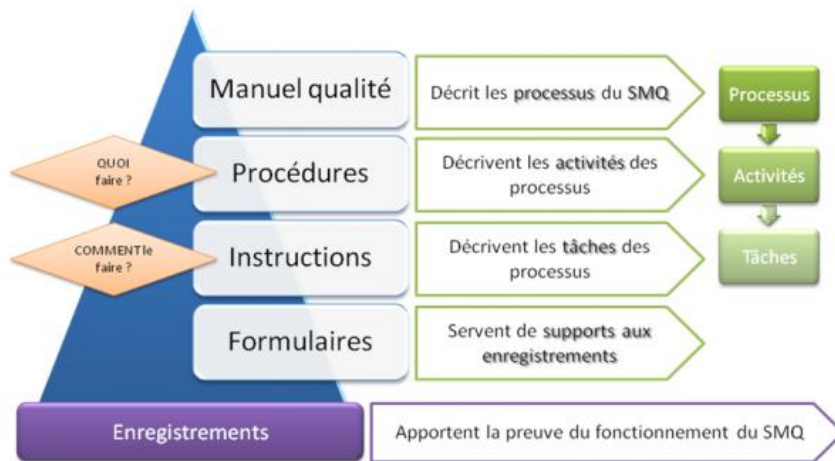 Manuel qualité
Décrit les processus du SMQ
Processus
QUOI
faire ?
Procédures
Décrivent les activités des
processus
Activités
COMMENT le
faire ?
Instructions
Décrivent les tâches des
processus
Tâches
Formulaires
Servent de supports aux
enregistrements
Enregistrements
Apportent la preuve du fonctionnement du SMQ